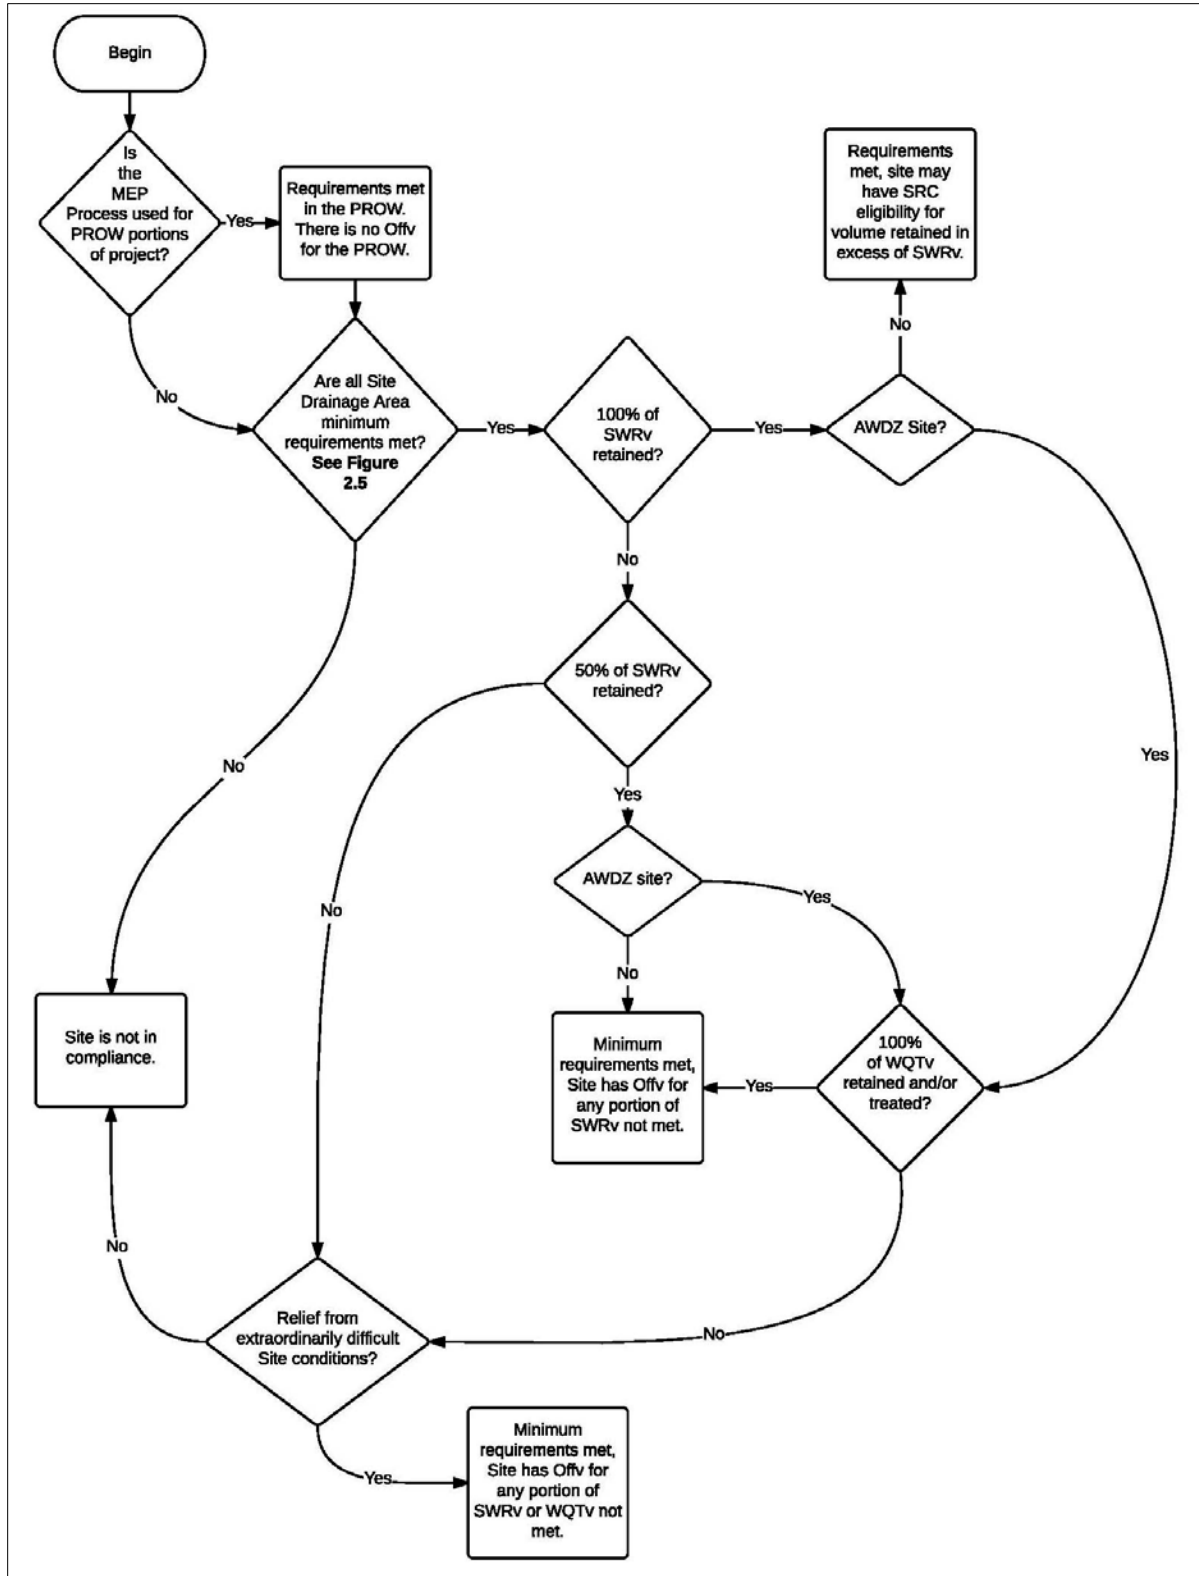 Begin
Is
the
MEP
Process used for
PROW portions
of project?
Yes
Requirements met
in the PROW.
There is no Offv
for the PROW.
No
Are all Site
Drainage Area
minimum
requirements met?
See Figure
2.5
Yes
100% of
SWRv
retained?
Yes
AWDZ Site?
No
Requirements
met, site may
have SRC
eligibility for
volume retained in
excess of SWRv.
Yes
No
50% of SWRv
retained?
Yes
AWDZ site?
Yes
No
Minimum
requirements met,
Site has Offv for
any portion of
SWRv not met.
Yes
100%
of WQTv
retained and/or
treated?
No
No
No
Site is not in
compliance.
No
Relief from
extraordinarily difficult
Site conditions?
Yes
Minimum
requirements met,
Site has Offv for
any portion of
SWRv or WQTv not
met.